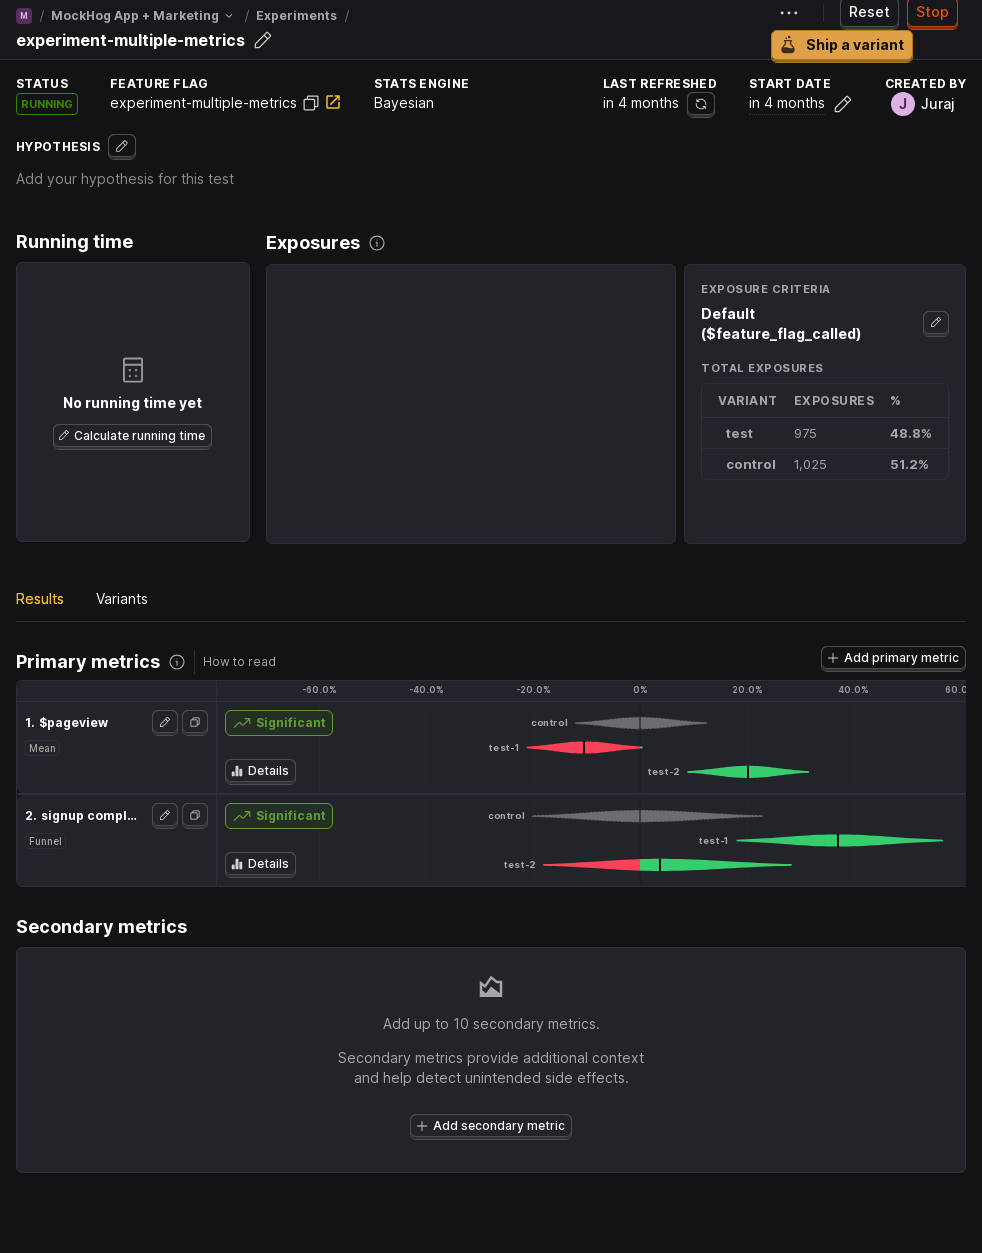 M / MockHog App + Marketing / Experiments /
experiment-multiple-metrics
Reset
Stop
Ship a variant
STATUS
RUNNING
FEATURE FLAG
experiment-multiple-metrics
STATS ENGINE
Bayesian
LAST REFRESHED
in 4 months
START DATE
in 4 months
CREATED BY
J Juraj
HYPOTHESIS
Add your hypothesis for this test
Running time
No running time yet
Calculate running time
Exposures
EXPOSURE CRITERIA
Default
($feature_flag_called)
TOTAL EXPOSURES
VARIANT EXPOSURES %
test 975 48.8%
control 1,025 51.2%
Results Variants
Primary metrics How to read
Add primary metric
-60.0% -40.0% -20.0% 0% 20.0% 40.0% 60.0
1. $pageview
Mean
Significant
Details
control
test-1
test-2
2. signup compl...
Funnel
Significant
Details
control
test-1
test-2
Secondary metrics
Add up to 10 secondary metrics.
Secondary metrics provide additional context
and help detect unintended side effects.
Add secondary metric